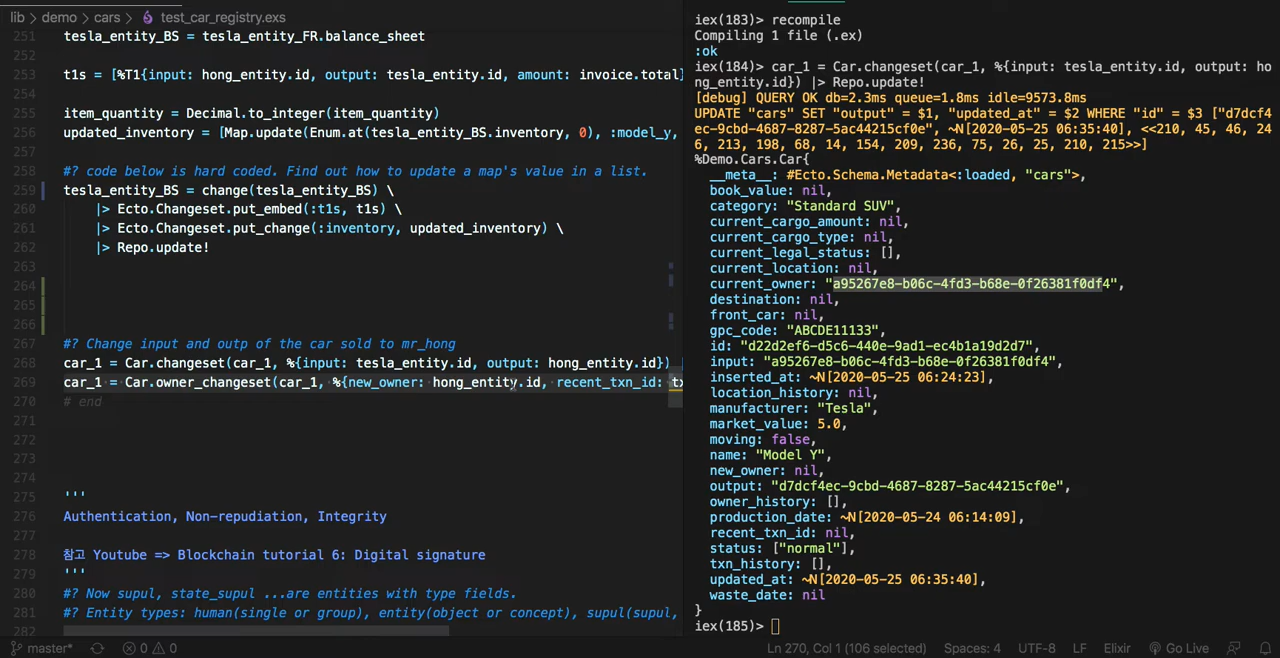 lib > demo > cars > test_car_registry.exs
251 tesla_entity_BS = tesla_entity_FR.balance_sheet
252
253 t1s = [%T1{input: hong_entity.id, output: tesla_entity.id, amount: invoice.total}
254
255 item_quantity = Decimal.to_integer(item_quantity)
256 updated_inventory = [Map.update(Enum.at(tesla_entity_BS.inventory, 0), :model_y,
257
258 #? code below is hard coded. Find out how to update a map's value in a list.
259 tesla_entity_BS = change(tesla_entity_BS) \
260 |> Ecto.Changeset.put_embed(:t1s, t1s) \
261 |> Ecto.Changeset.put_change(:inventory, updated_inventory) \
262 |> Repo.update!
263
264
265
266
267 #? Change input and outp of the car sold to mr_hong
268 car_1 = Car.changeset(car_1, %{input: tesla_entity.id, output: hong_entity.id})
269 car_1 = Car.owner_changeset(car_1, %{new_owner: hong_entity.id, recent_txn_id: tx
270 # end
271
272
273
274
275 '''
276 Authentication, Non-repudiation, Integrity
277
278 참고 Youtube => Blockchain tutorial 6: Digital signature
279 '''
280 #? Now supul, state_supul ...are entities with type fields.
281 #? Entity types: human(single or group), entity(object or concept), supul(supul,
282
master* 0 0 Ln 270, Col 1 (106 selected) Spaces: 4 UTF-8 LF Elixir Go Live
iex(183)> recompile
Compiling 1 file (.ex)
:ok
iex(184)> car_1 = Car.changeset(car_1, %{input: tesla_entity.id, output: ho
ng_entity.id}) |> Repo.update!
[debug] QUERY OK db=2.3ms queue=1.8ms idle=9573.8ms
UPDATE "cars" SET "output" = $1, "updated_at" = $2 WHERE "id" = $3 ["d7dcf4
ec-9cbd-4687-8287-5ac44215cf0e", ~N[2020-05-25 06:35:40], <<210, 45, 46, 24
6, 213, 198, 68, 14, 154, 209, 236, 75, 26, 25, 210, 215>>]
%Demo.Cars.Car{
__meta__: #Ecto.Schema.Metadata<:loaded, "cars">,
book_value: nil,
category: "Standard SUV",
current_cargo_amount: nil,
current_cargo_type: nil,
current_legal_status: [],
current_location: nil,
current_owner: "a95267e8-b06c-4fd3-b68e-0f26381f0df4",
destination: nil,
front_car: nil,
gpc_code: "ABCDE11133",
id: "d22d2ef6-d5c6-440e-9ad1-ec4b1a19d2d7",
input: "a95267e8-b06c-4fd3-b68e-0f26381f0df4",
inserted_at: ~N[2020-05-25 06:24:23],
location_history: nil,
manufacturer: "Tesla",
market_value: 5.0,
moving: false,
name: "Model Y",
new_owner: nil,
output: "d7dcf4ec-9cbd-4687-8287-5ac44215cf0e",
owner_history: [],
production_date: ~N[2020-05-24 06:14:09],
recent_txn_id: nil,
status: ["normal"],
txn_history: [],
updated_at: ~N[2020-05-25 06:35:40],
waste_date: nil
}
iex(185)>